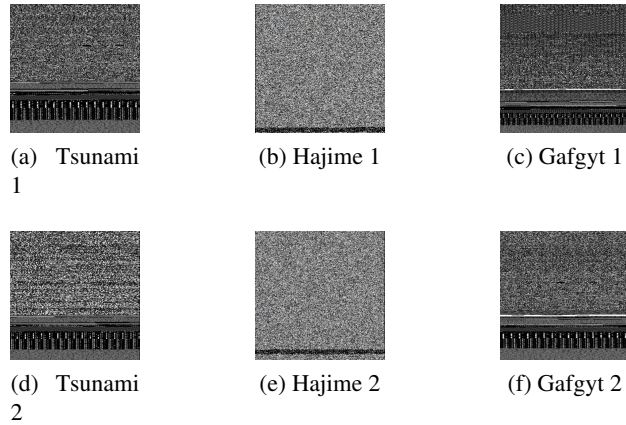 (a) Tsunami
1
(b) Hajime 1
(c) Gafgyt 1
(d) Tsunami
2
(e) Hajime 2
(f) Gafgyt 2